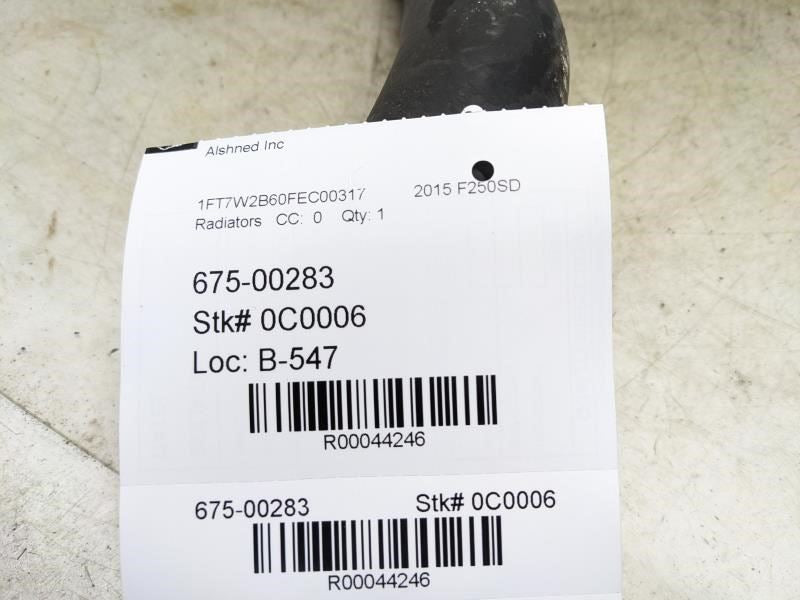 Alshned Inc
1FT7W2B60FEC00317 2015 F250SD
Radiators CC: 0 Qty: 1
675-00283
Stk# 0C0006
Loc: B-547
R00044246
675-00283 Stk# 0C0006
R00044246